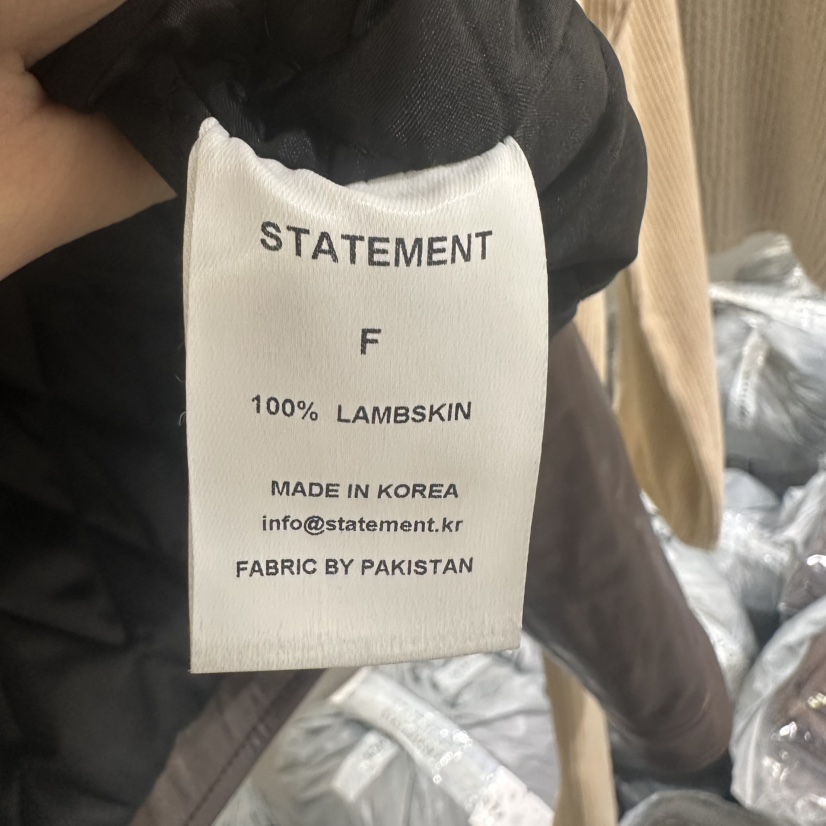 STATEMENT
F
100% LAMBSKIN
MADE IN KOREA
info@statement.kr
FABRIC BY PAKISTAN